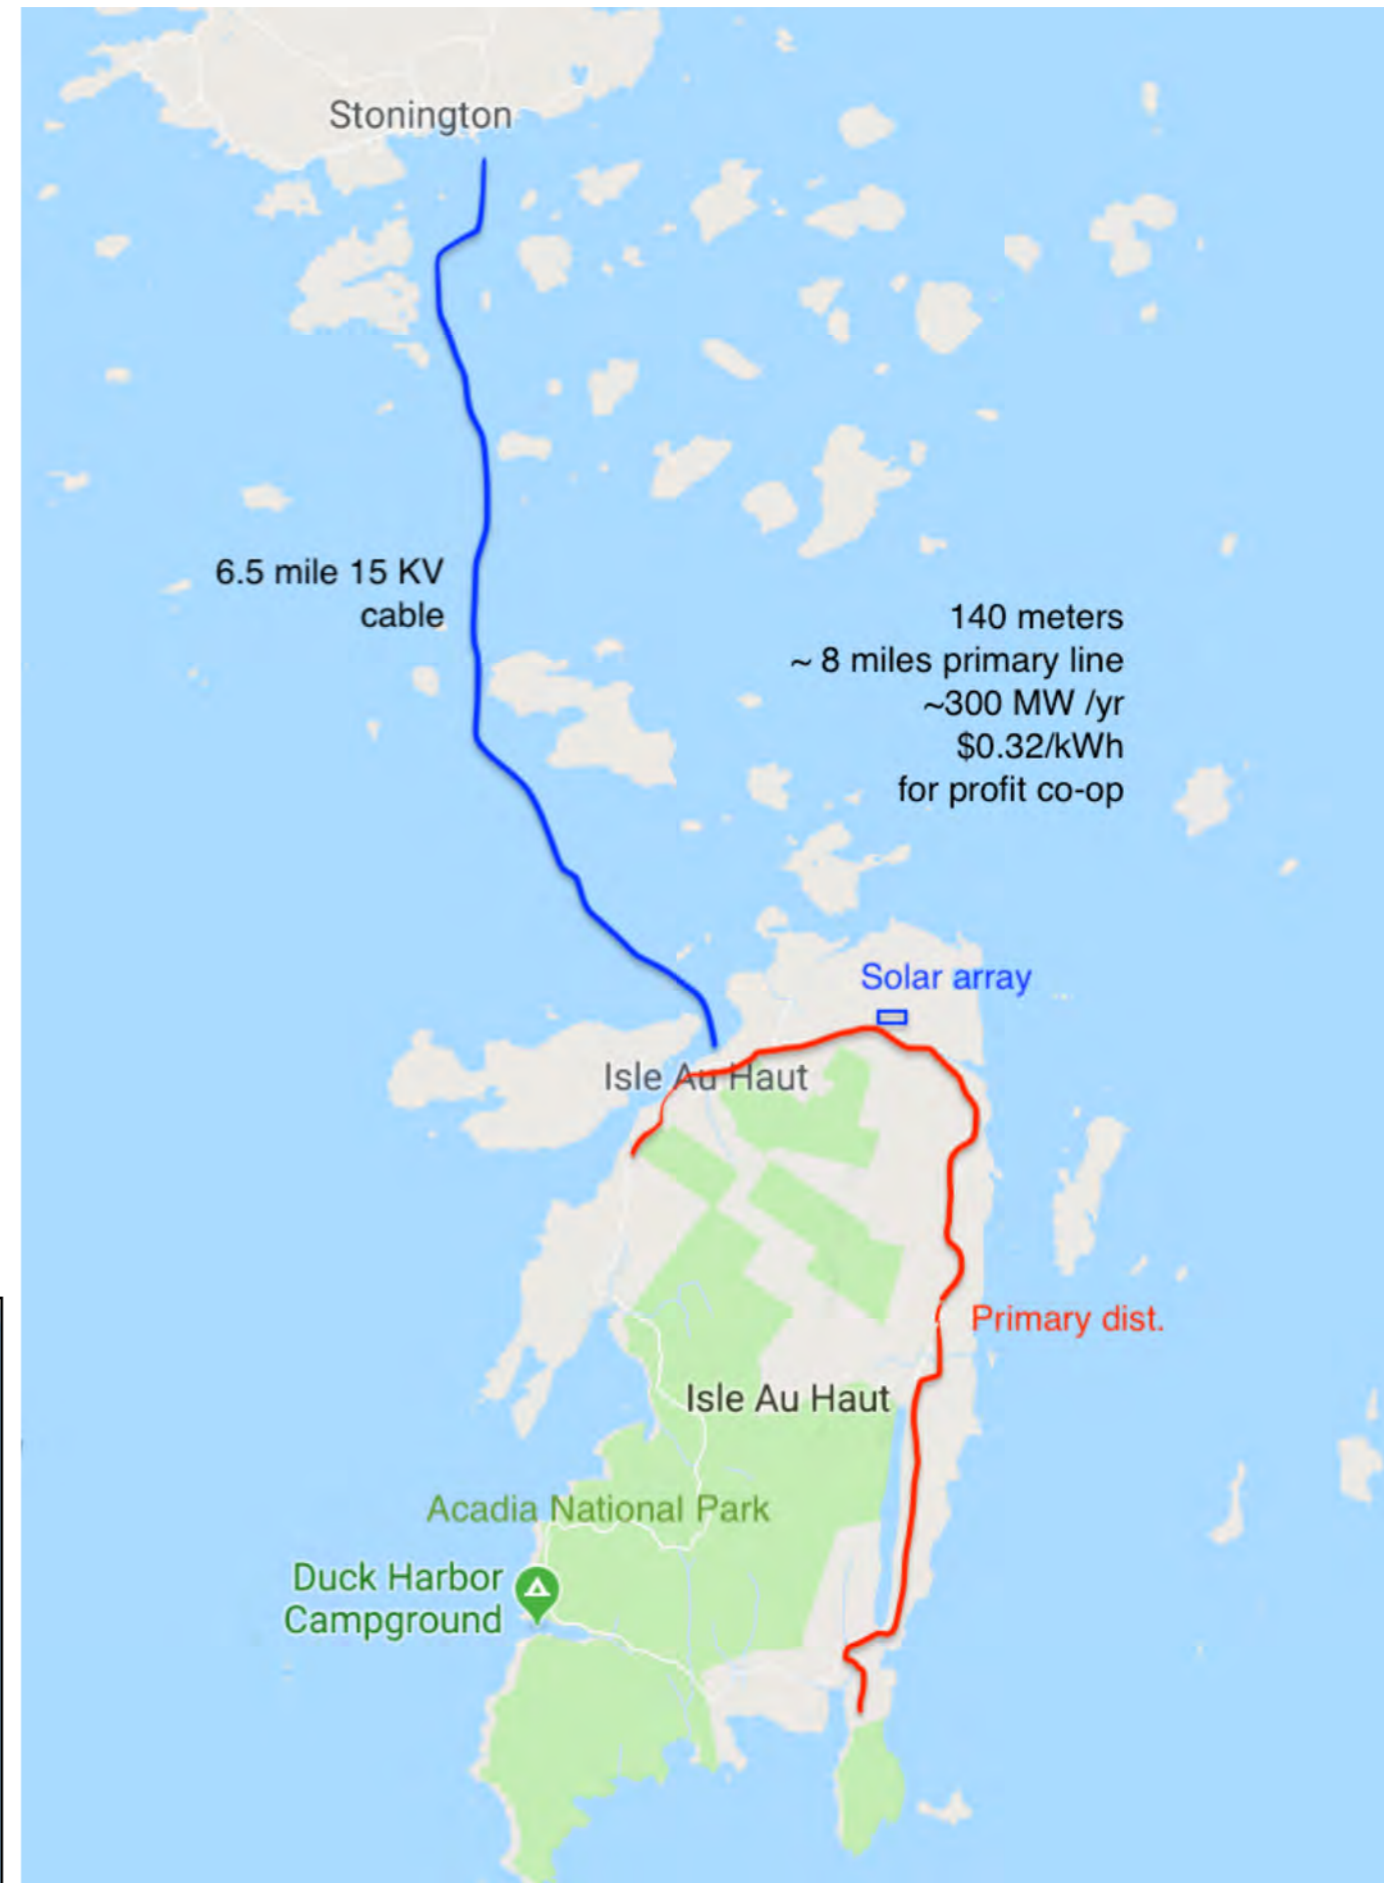 Stonington
6.5 mile 15 KV
cable
140 meters
~ 8 miles primary line
~300 MW /yr
$0.32/kWh
for profit co-op
Solar array
Isle Au Haut
Primary dist.
Isle Au Haut
Acadia National Park
Duck Harbor
Campground